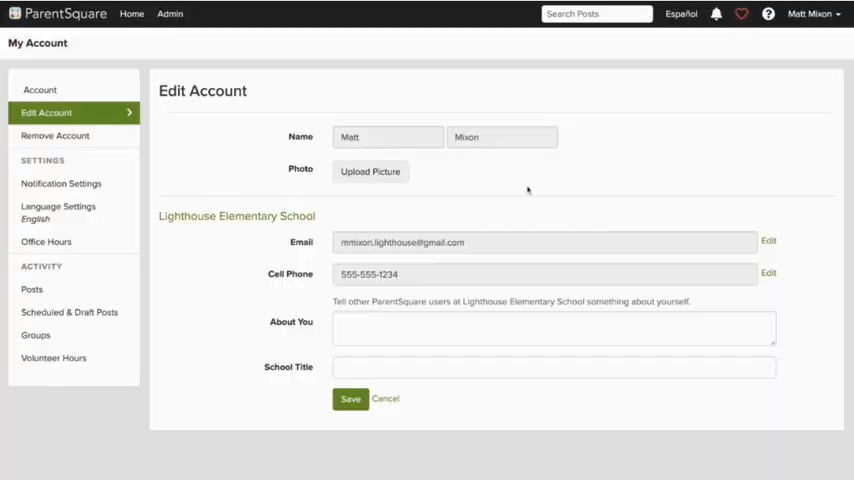 ParentSquare Home Admin Search Posts Español Matt Mixon
My Account
Account
Edit Account
Remove Account
SETTINGS
Notification Settings
Language Settings
English
Office Hours
ACTIVITY
Posts
Scheduled & Draft Posts
Groups
Volunteer Hours
Edit Account
Name Matt Mixon
Photo Upload Picture
Lighthouse Elementary School
Email mmixon.lighthouse@gmail.com Edit
Cell Phone 555-555-1234 Edit
Tell other ParentSquare users at Lighthouse Elementary School something about yourself.
About You
School Title
Save Cancel